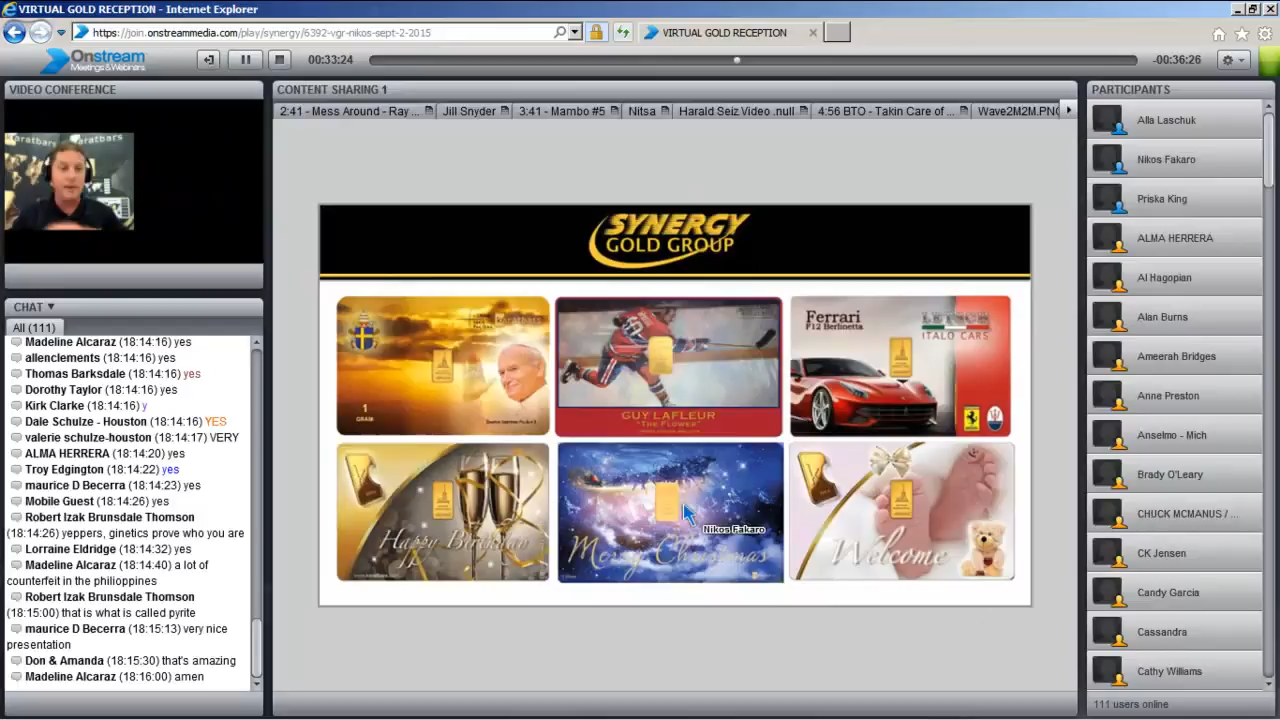 VIRTUAL GOLD RECEPTION - Internet Explorer
https://join.onstreammedia.com/play/synergy/6392-vgr-nikos-sept-2-2015
VIRTUAL GOLD RECEPTION
Onstream
Meetings & Webinars
00:33:24
-00:36:26
VIDEO CONFERENCE
aratbars
CHAT
All (111)
Madeline Alcaraz (18:14:16) yes
allenclements (18:14:16) yes
Thomas Barksdale (18:14:16) yes
Dorothy Taylor (18:14:16) yes
Kirk Clarke (18:14:16) y
Dale Schulze - Houston (18:14:16) YES
valerie schulze-houston (18:14:17) VERY
ALMA HERRERA (18:14:20) yes
Troy Edgington (18:14:22) yes
maurice D Becerra (18:14:23) yes
Mobile Guest (18:14:26) yes
Robert Izak Brunsdale Thomson
(18:14:26) yeppers, ginetics prove who you are
Lorraine Eldridge (18:14:32) yes
Madeline Alcaraz (18:14:40) a lot of
counterfeit in the philioppines
Robert Izak Brunsdale Thomson
(18:15:00) that is what is called pyrite
maurice D Becerra (18:15:13) very nice
presentation
Don & Amanda (18:15:30) that's amazing
Madeline Alcaraz (18:16:00) amen
CONTENT SHARING 1
2:41 - Mess Around - Ray ...
Jill Snyder
3:41 - Mambo #5
Nitsa
Harald Seiz Video .null
4:56 BTO - Takin Care of ...
Wave2M2M.PNG
SYNERGY
GOLD GROUP
1
GRAM
GUY LAFLEUR
"THE FLOWER"
Ferrari
F12 Berlinetta
LETSCH
ITALO CARS
Happy Birthday
Nikos Fakaro
Merry Christmas
Welcome
PARTICIPANTS
Alla Laschuk
Nikos Fakaro
Priska King
ALMA HERRERA
Al Hagopian
Alan Burns
Ameerah Bridges
Anne Preston
Anselmo - Mich
Brady O'Leary
CHUCK MCMANUS / ...
CK Jensen
Candy Garcia
Cassandra
Cathy Williams
111 users online